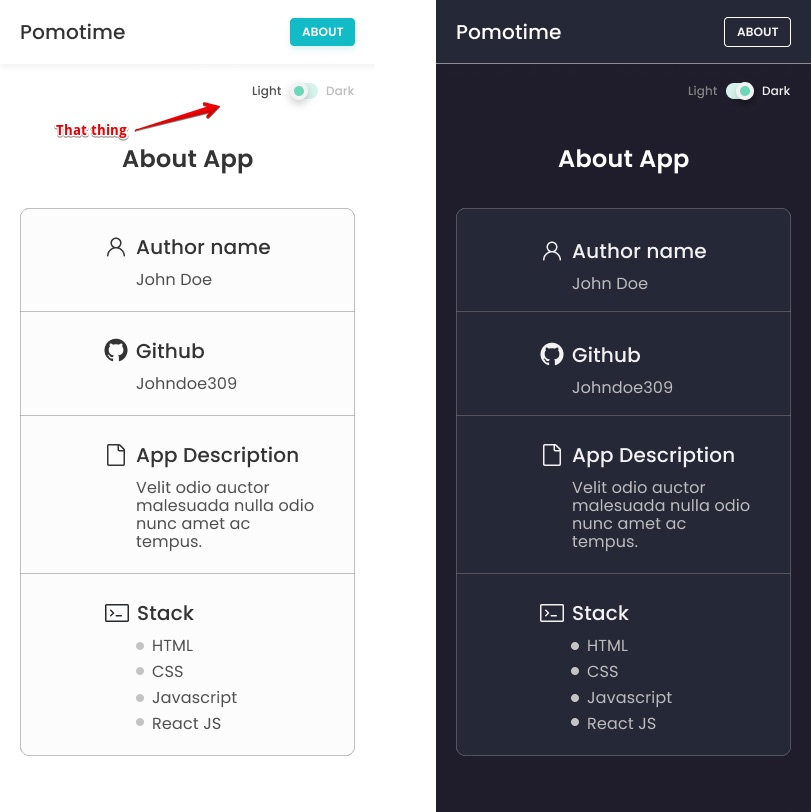 Pomotime
ABOUT
Light
Dark
That thing
About App
Author name
John Doe
Github
Johndoe309
App Description
Velit odio auctor
malesuada nulla odio
nunc amet ac
tempus.
Stack
HTML
CSS
Javascript
React JS
Pomotime
ABOUT
Light
Dark
About App
Author name
John Doe
Github
Johndoe309
App Description
Velit odio auctor
malesuada nulla odio
nunc amet ac
tempus.
Stack
HTML
CSS
Javascript
React JS